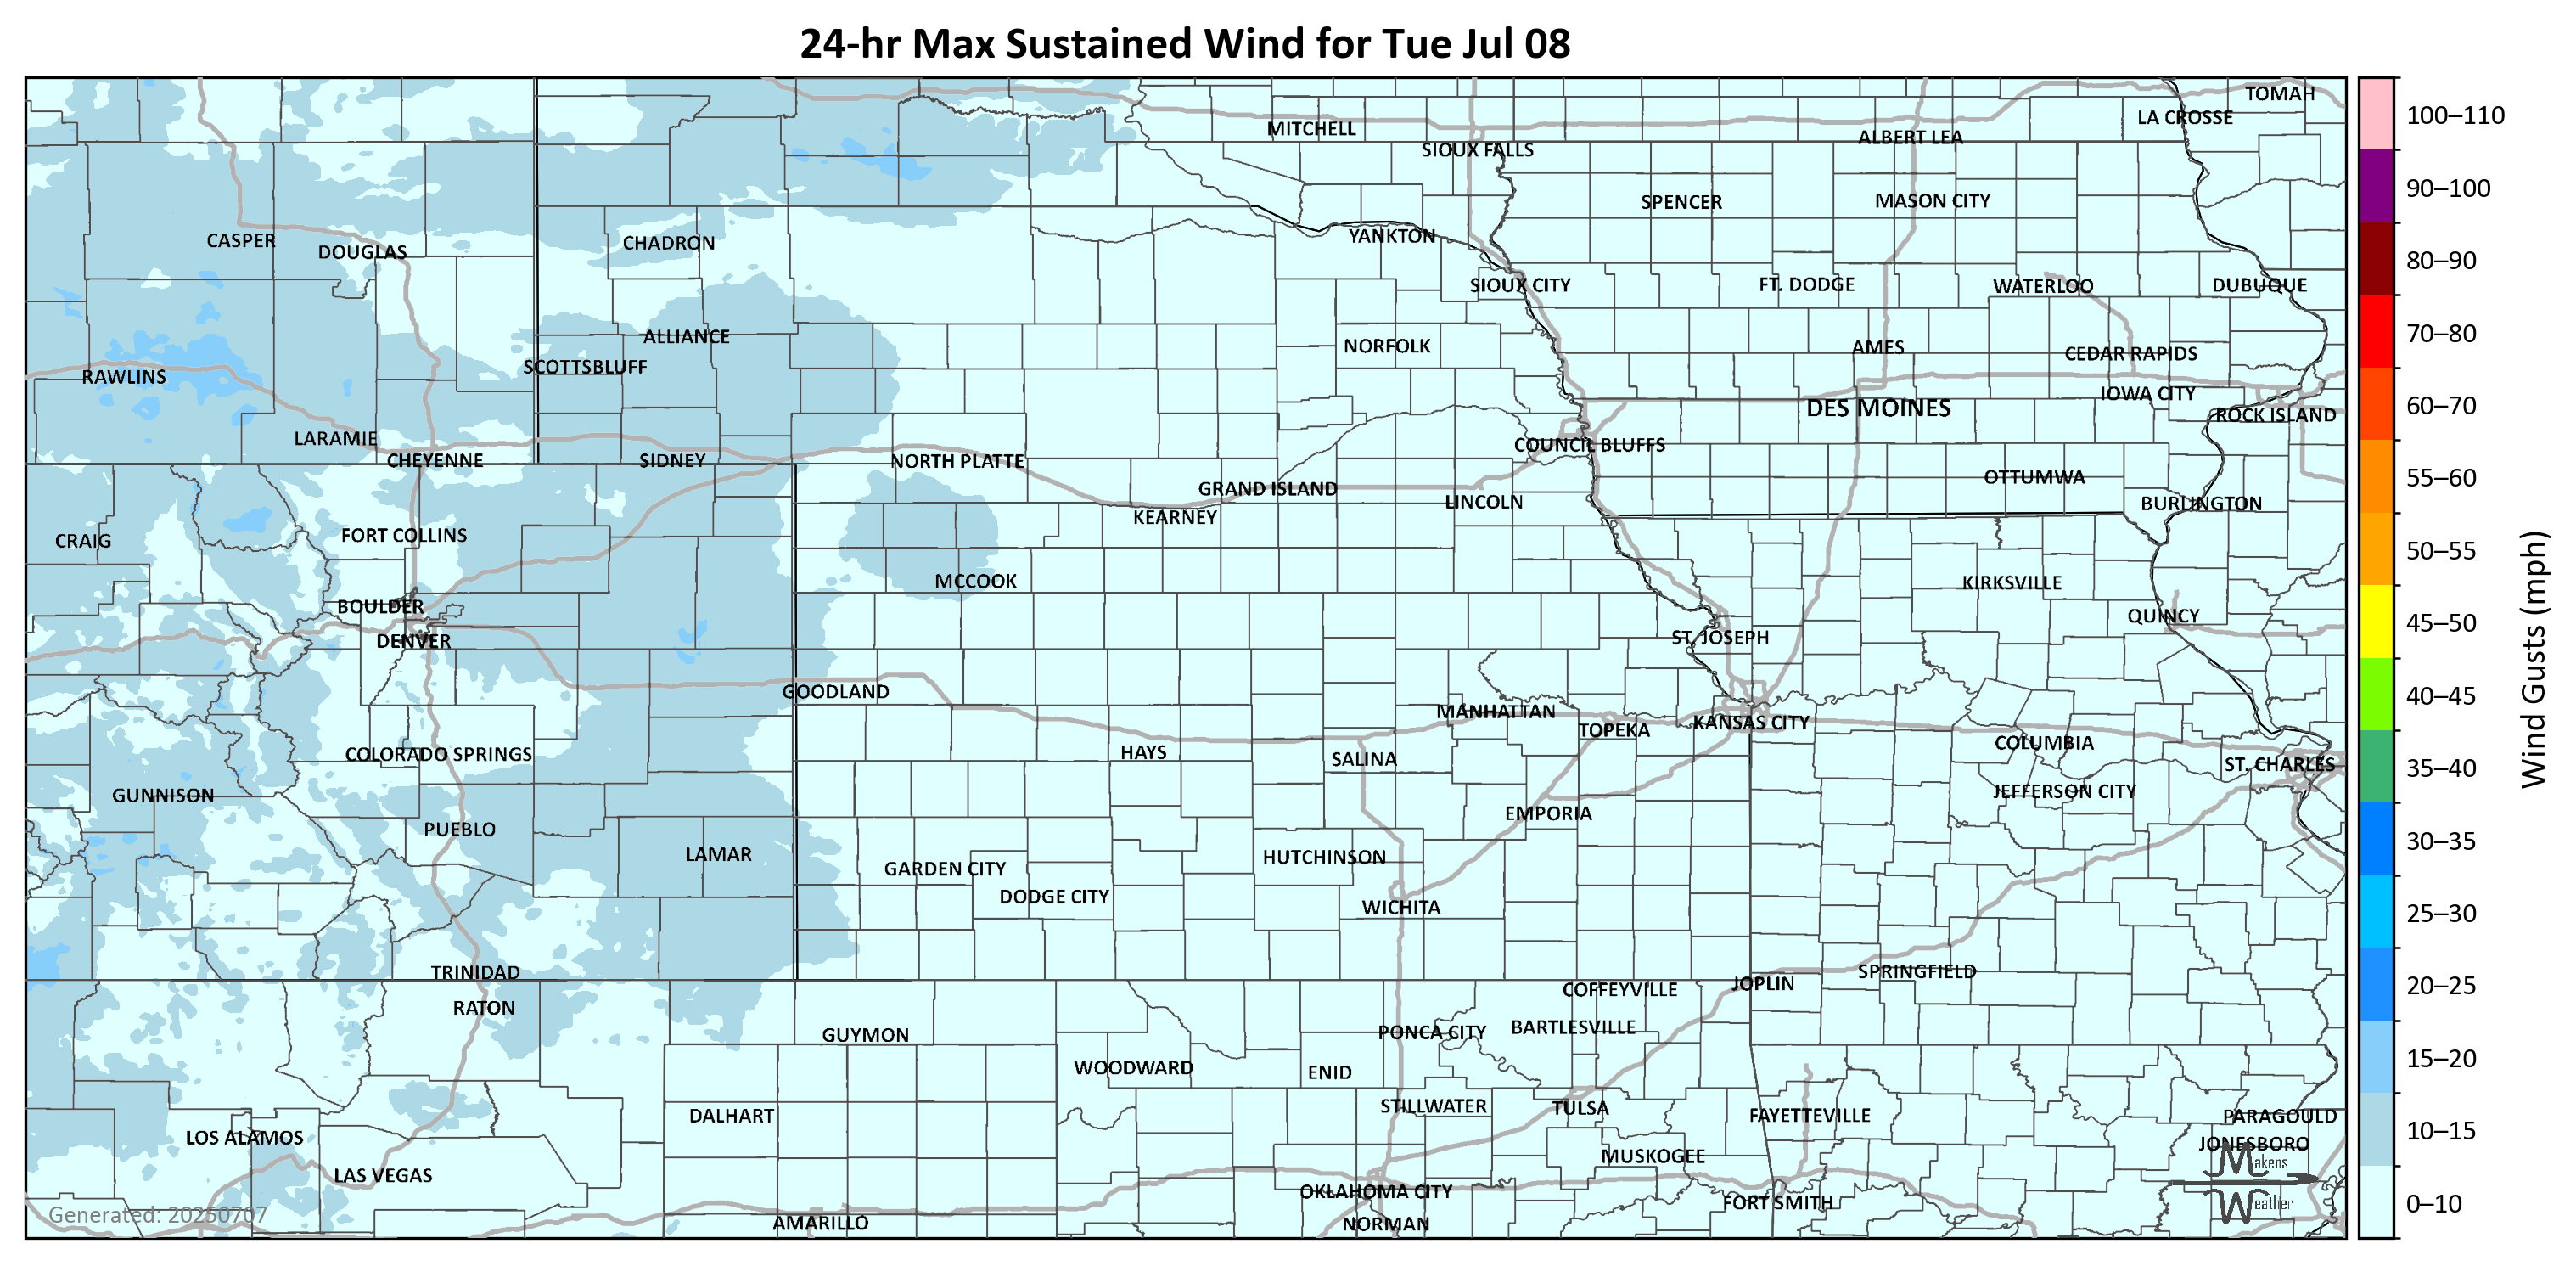 24-hr Max Sustained Wind for Tue Jul 08
TOMAH
LA CROSSE
MITCHELL
ALBERT LEA
SIOUX FALLS
SPENCER
MASON CITY
YANKTON
CASPER
CHADRON
DOUGLAS
SIOUX CITY
FT. DODGE
WATERLOO
DUBUQUE
ALLIANCE
NORFOLK
AMES
CEDAR RAPIDS
SCOTTSBLUFF
RAWLINS
IOWA CITY
DES MOINES
ROCK ISLAND
LARAMIE
COUNCIL BLUFFS
CHEYENNE
SIDNEY
NORTH PLATTE
OTTUMWA
GRAND ISLAND
LINCOLN
BURLINGTON
KEARNEY
FORT COLLINS
CRAIG
MCCOOK
KIRKSVILLE
BOULDER
QUINCY
DENVER
ST. JOSEPH
GOODLAND
MANHATTAN
KANSAS CITY
TOPEKA
COLUMBIA
HAYS
COLORADO SPRINGS
SALINA
ST. CHARLES
JEFFERSON CITY
GUNNISON
EMPORIA
PUEBLO
LAMAR
HUTCHINSON
GARDEN CITY
DODGE CITY
WICHITA
TRINIDAD
SPRINGFIELD
JOPLIN
COFFEYVILLE
RATON
BARTLESVILLE
PONCA CITY
GUYMON
WOODWARD
ENID
STILLWATER
TULSA
DALHART
FAYETTEVILLE
PARAGOULD
LOS ALAMOS
JONESBORO
MUSKOGEE
LAS VEGAS
OKLAHOMA CITY
FORT SMITH
AMARILLO
NORMAN
Makens
Weather
Generated: 20250707
100–110
90–100
80–90
70–80
60–70
55–60
50–55
45–50
40–45
35–40
30–35
25–30
20–25
15–20
10–15
0–10
Wind Gusts (mph)